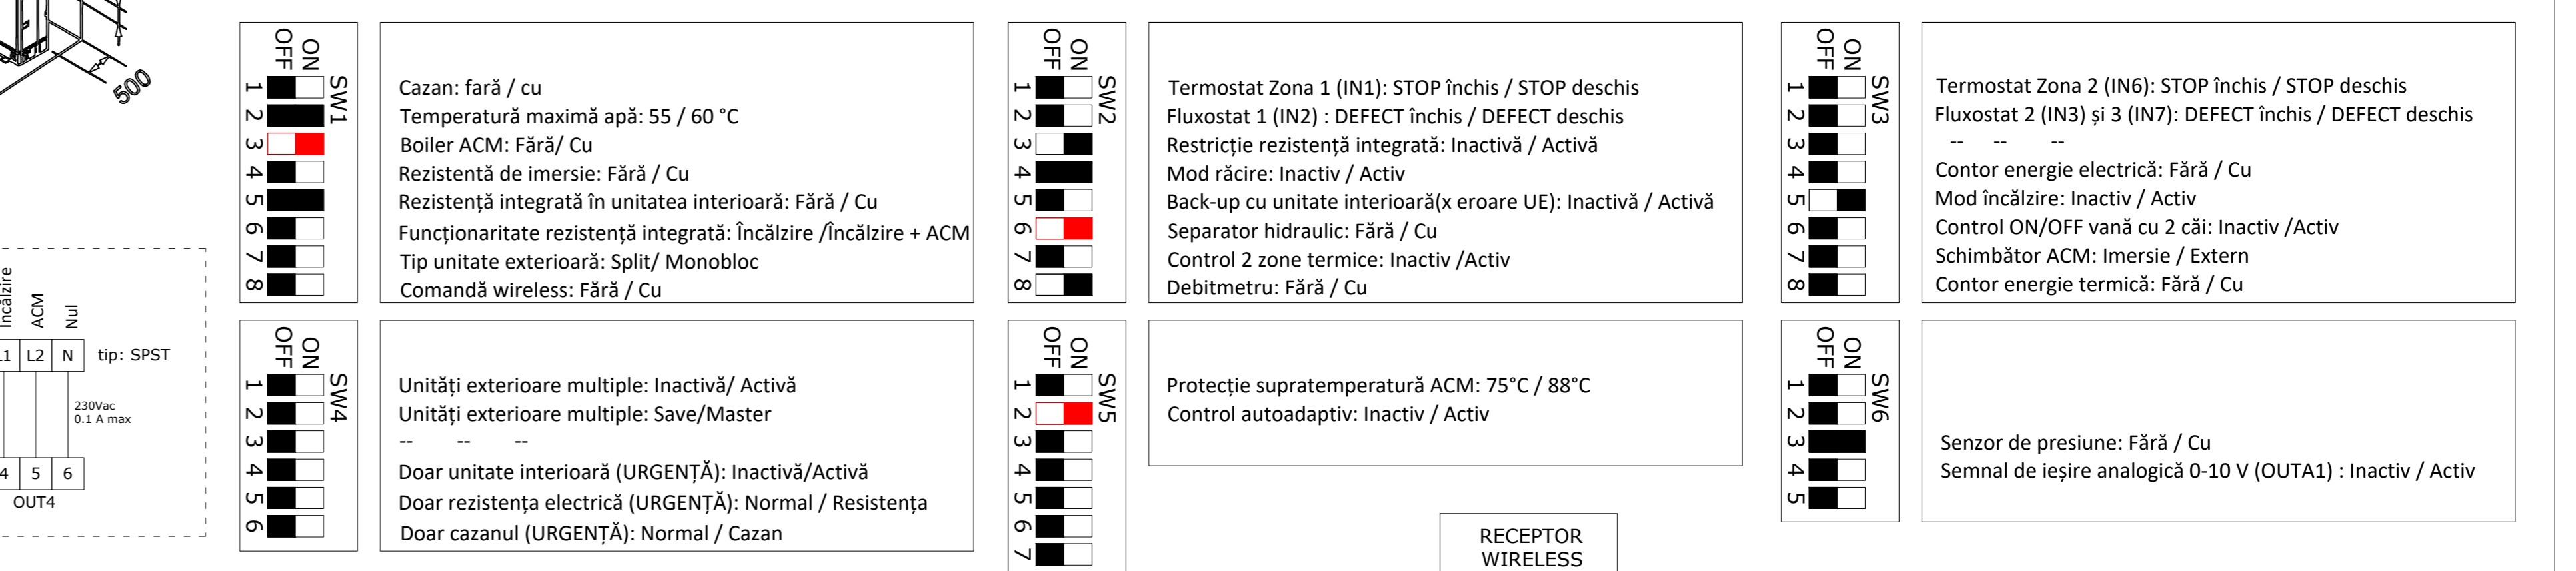 500
OFF
ON
SW1
1
2
3
4
5
6
7
8
Cazan: fară / cu
Temperatură maximă apă: 55 / 60 °C
Boiler ACM: Fără/ Cu
Rezistentă de imersie: Fără / Cu
Rezistență integrată în unitatea interioară: Fără / Cu
Funcționaritate rezistență integrată: Încălzire /Încălzire + ACM
Tip unitate exterioară: Split/ Monobloc
Comandă wireless: Fără / Cu
OFF
ON
SW2
1
2
3
4
5
6
7
8
Termostat Zona 1 (IN1): STOP închis / STOP deschis
Fluxostat 1 (IN2) : DEFECT închis / DEFECT deschis
Restricție rezistență integrată: Inactivă / Activă
Mod răcire: Inactiv / Activ
Back-up cu unitate interioară(x eroare UE): Inactivă / Activă
Separator hidraulic: Fără / Cu
Control 2 zone termice: Inactiv /Activ
Debitmetru: Fără / Cu
OFF
ON
SW3
1
2
3
4
5
6
7
8
Termostat Zona 2 (IN6): STOP închis / STOP deschis
Fluxostat 2 (IN3) și 3 (IN7): DEFECT închis / DEFECT deschis
-- -- --
Contor energie electrică: Fără / Cu
Mod încălzire: Inactiv / Activ
Control ON/OFF vană cu 2 căi: Inactiv /Activ
Schimbător ACM: Imersie / Extern
Contor energie termică: Fără / Cu
Încălzire
ACM
Nul
L1 L2 N tip: SPST
230Vac
0.1 A max
4 5 6
OUT4
OFF
ON
SW4
1
2
3
4
5
6
Unități exterioare multiple: Inactivă/ Activă
Unități exterioare multiple: Save/Master
-- -- --
Doar unitate interioară (URGENȚĂ): Inactivă/Activă
Doar rezistența electrică (URGENȚĂ): Normal / Resistența
Doar cazanul (URGENȚĂ): Normal / Cazan
OFF
ON
SW5
1
2
3
4
5
6
7
Protecție supratemperatură ACM: 75°C / 88°C
Control autoadaptiv: Inactiv / Activ
RECEPTOR
WIRELESS
OFF
ON
SW6
1
2
3
4
5
Senzor de presiune: Fără / Cu
Semnal de ieșire analogică 0-10 V (OUTA1) : Inactiv / Activ